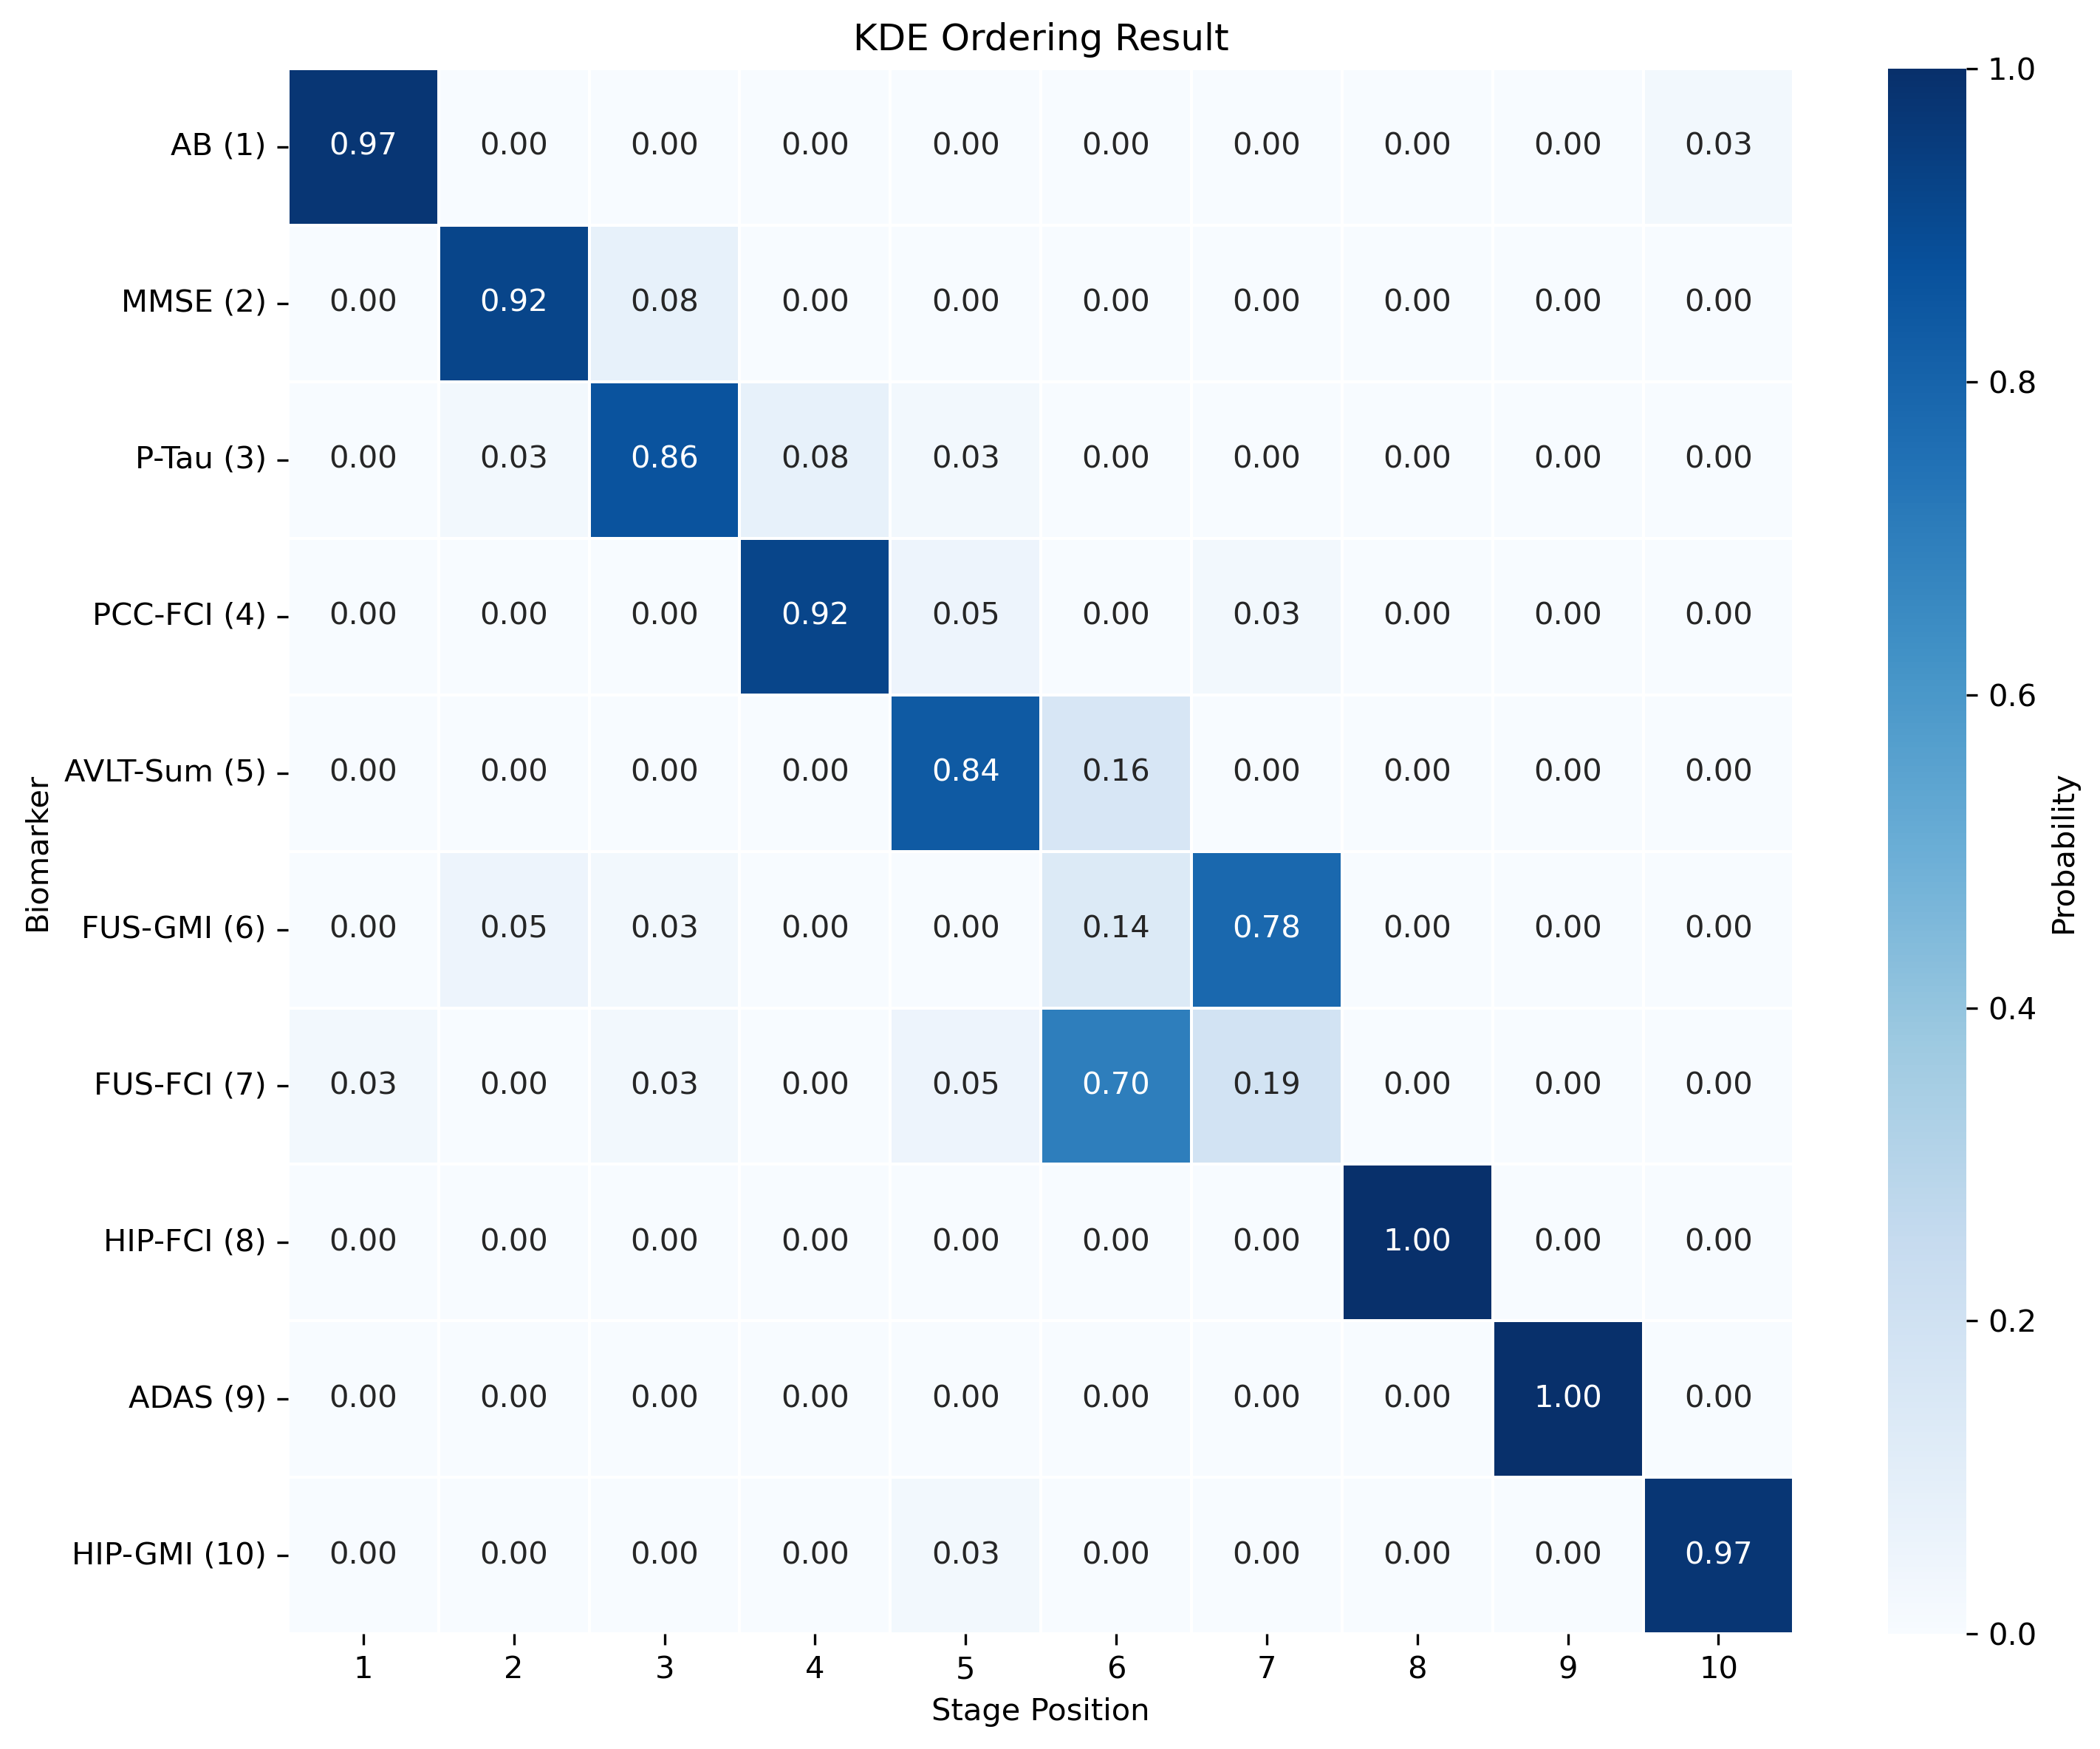 KDE Ordering Result
AB (1) 0.97 0.00 0.00 0.00 0.00 0.00 0.00 0.00 0.00 0.03
MMSE (2) 0.00 0.92 0.08 0.00 0.00 0.00 0.00 0.00 0.00 0.00
P-Tau (3) 0.00 0.03 0.86 0.08 0.03 0.00 0.00 0.00 0.00 0.00
PCC-FCI (4) 0.00 0.00 0.00 0.92 0.05 0.00 0.03 0.00 0.00 0.00
AVLT-Sum (5) 0.00 0.00 0.00 0.00 0.84 0.16 0.00 0.00 0.00 0.00
FUS-GMI (6) 0.00 0.05 0.03 0.00 0.00 0.14 0.78 0.00 0.00 0.00
FUS-FCI (7) 0.03 0.00 0.03 0.00 0.05 0.70 0.19 0.00 0.00 0.00
HIP-FCI (8) 0.00 0.00 0.00 0.00 0.00 0.00 0.00 1.00 0.00 0.00
ADAS (9) 0.00 0.00 0.00 0.00 0.00 0.00 0.00 0.00 1.00 0.00
HIP-GMI (10) 0.00 0.00 0.00 0.00 0.03 0.00 0.00 0.00 0.00 0.97
1 2 3 4 5 6 7 8 9 10
Stage Position
Biomarker
1.0
0.8
0.6
0.4
0.2
0.0
Probability